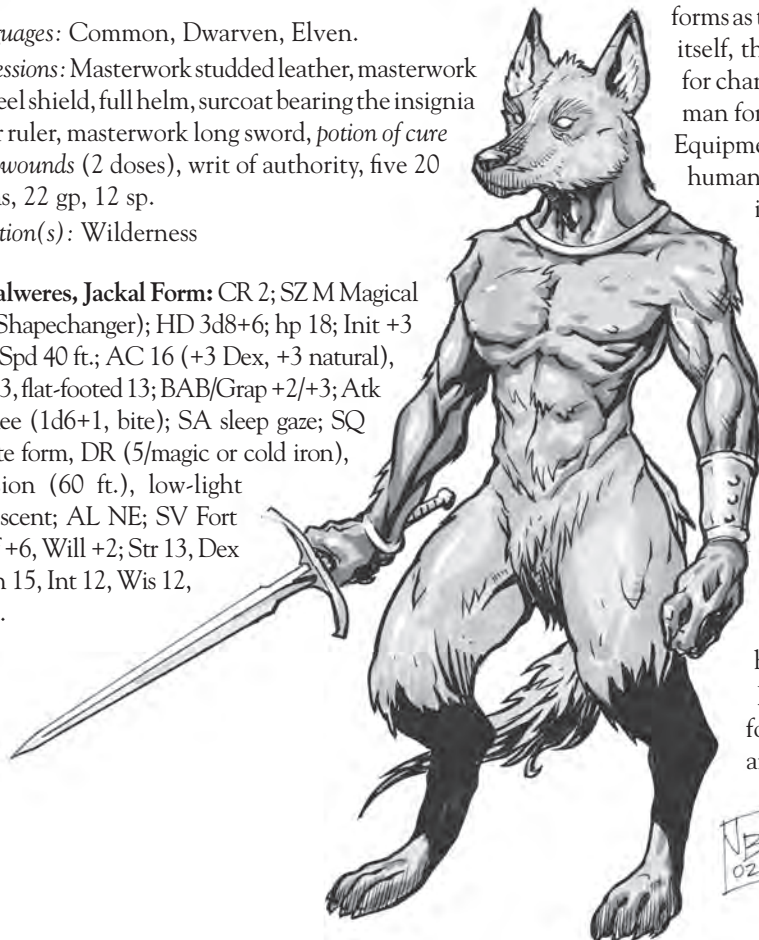 uages: Common, Dwarven, Elven.
essions: Masterwork studded leather, masterwork
eel shield, full helm, surcoat bearing the insignia
r ruler, masterwork long sword, potion of cure
wounds (2 doses), writ of authority, five 20
s, 22 gp, 12 sp.
tion(s): Wilderness
alweres, Jackal Form: CR 2; SZ M Magical
Shapechanger); HD 3d8+6; hp 18; Init +3
Spd 40 ft.; AC 16 (+3 Dex, +3 natural),
3, flat-footed 13; BAB/Grap +2/+3; Atk
ee (1d6+1, bite); SA sleep gaze; SQ
te form, DR (5/magic or cold iron),
ion (60 ft.), low-light
scent; AL NE; SV Fort
f +6, Will +2; Str 13, Dex
n 15, Int 12, Wis 12,
forms as t
itself, th
for char
man for
Equipme
human
i
fo
02